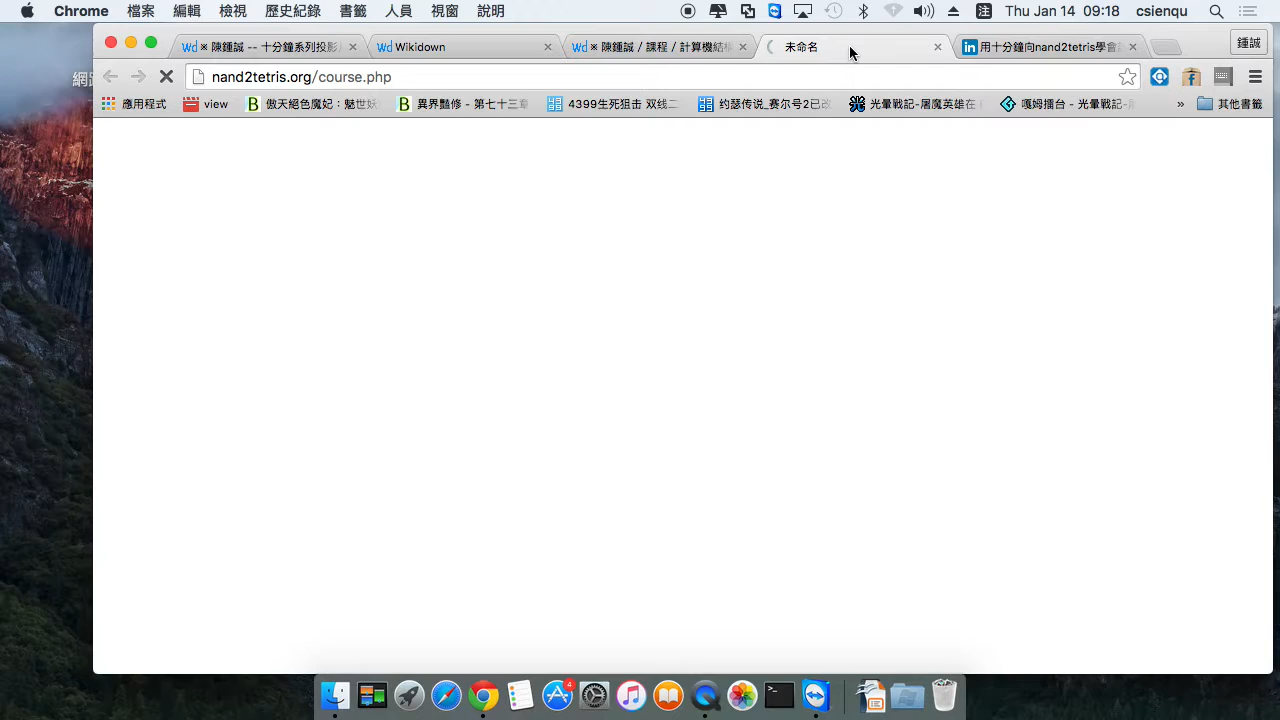 Chrome 檔案 編輯 檢視 歷史紀錄 書籤 人員 視窗 說明 注 Thu Jan 14 09:18 csienqu
Wd ※ 陳鍾誠 -- 十分鐘系列投影 Wd Wikidown Wd ※ 陳鍾誠 / 課程 / 計算機結 未命名 in 用十分鐘向nand2tetris學會 鍾誠
nand2tetris.org/course.php
應用程式 view B 傲天絕色魔妃：魅 B 異界醫修 - 第七十三章 4399生死狙击 双线二 约瑟传说_赛尔号2已改 光暈戰記-屠魔英雄在 嘎姆擂台 - 光暈戰記- » 其他書籤
4